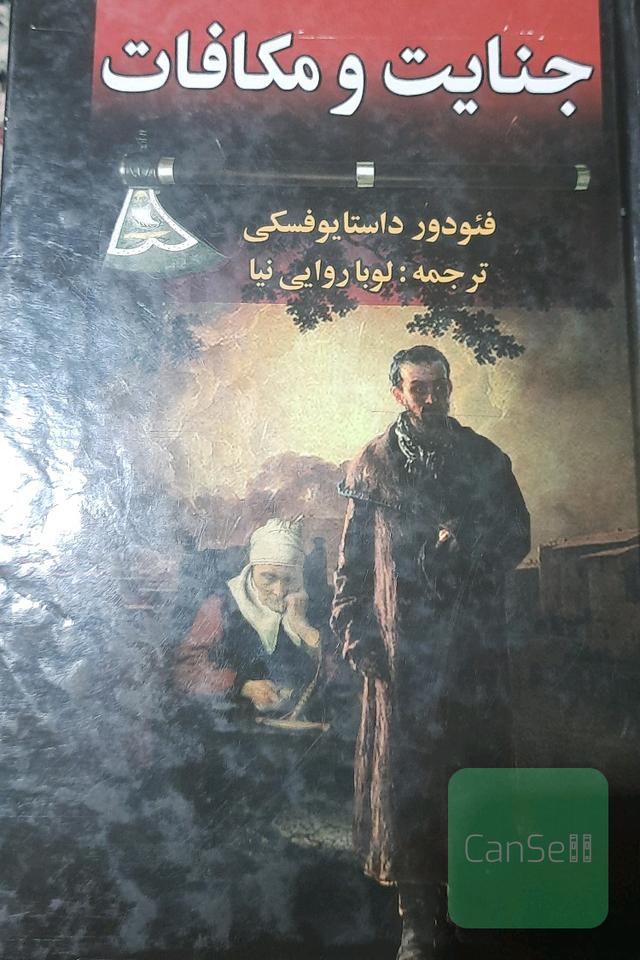 جنایت و مکافات
فئودور داستایوفسکی
ترجمه : لوبا روایی نیا
CanSell